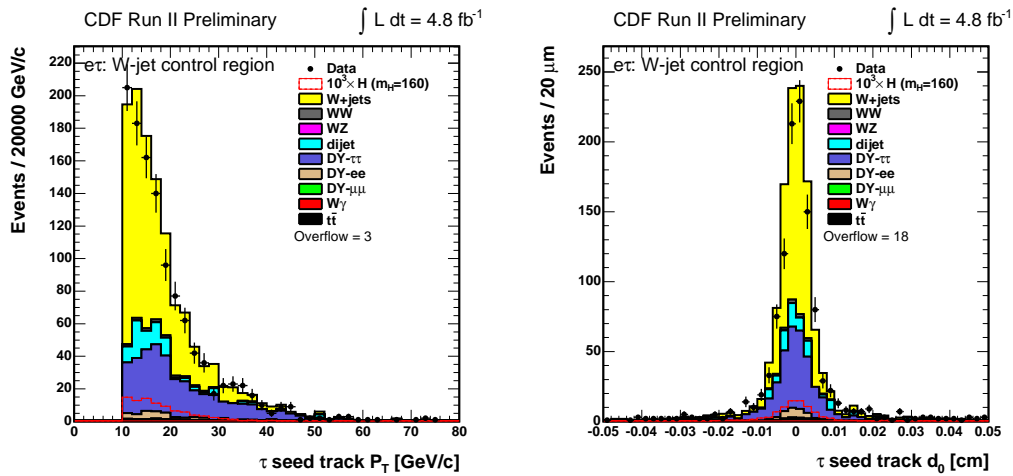 CDF Run II Preliminary
∫ L dt = 4.8 fb⁻¹
eτ: W-jet control region
Data
10³× H (m_H=160)
W+jets
WW
WZ
dijet
DY-ττ
DY-ee
DY-μμ
Wγ
tt̄
Overflow = 3
Events / 20000 GeV/c
220
200
180
160
140
120
100
80
60
40
20
0
0 10 20 30 40 50 60 70 80
τ seed track P_T [GeV/c]
CDF Run II Preliminary
∫ L dt = 4.8 fb⁻¹
eτ: W-jet control region
Data
10³× H (m_H=160)
W+jets
WW
WZ
dijet
DY-ττ
DY-ee
DY-μμ
Wγ
tt̄
Overflow = 18
Events / 20 μm
250
200
150
100
50
0
-0.05 -0.04 -0.03 -0.02 -0.01 0 0.01 0.02 0.03 0.04 0.05
τ seed track d₀ [cm]